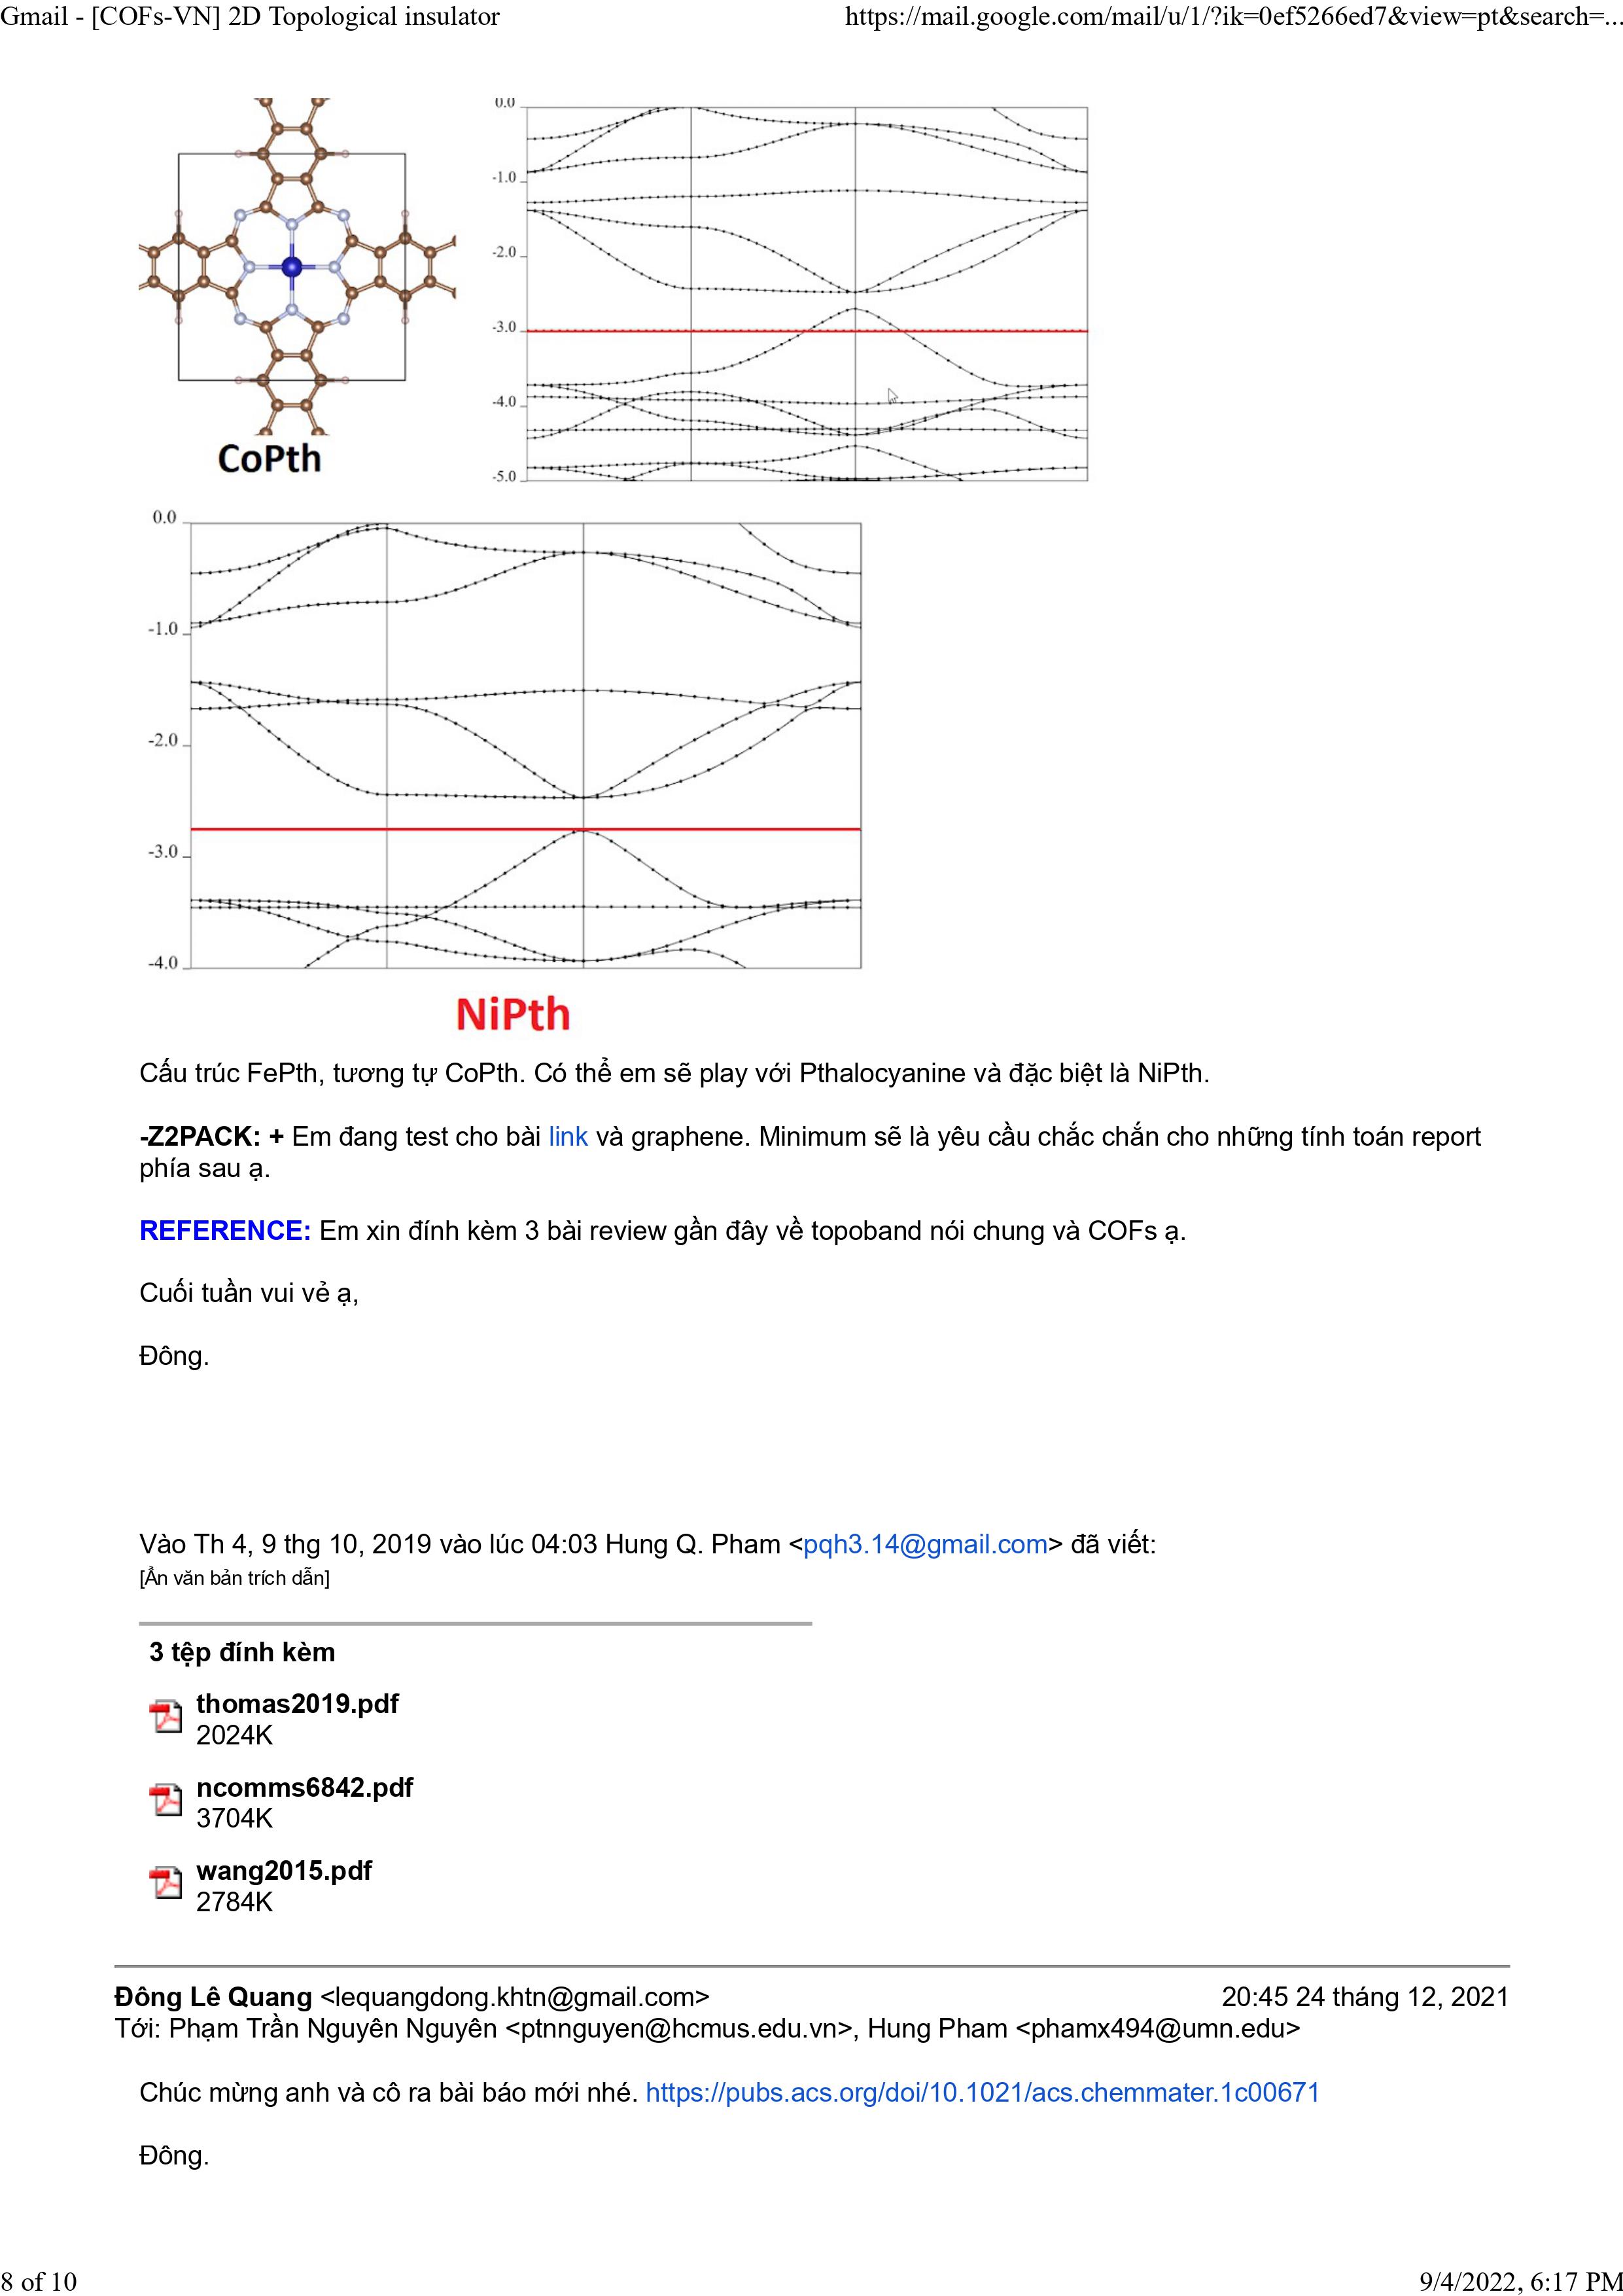 Gmail - [COFs-VN] 2D Topological insulator
https://mail.google.com/mail/u/1/?ik=0ef5266ed7&view=pt&search=...
0.0
-1.0
-2.0
-3.0
-4.0
-5.0
CoPth
0.0
-1.0
-2.0
-3.0
-4.0
NiPth
Cấu trúc FePth, tương tự CoPth. Có thể em sẽ play với Pthalocyanine và đặc biệt là NiPth.
-Z2PACK: + Em đang test cho bài link và graphene. Minimum sẽ là yêu cầu chắc chắn cho những tính toán report
phía sau ạ.
REFERENCE: Em xin đính kèm 3 bài review gần đây về topoband nói chung và COFs ạ.
Cuối tuần vui vẻ ạ,
Đông.
Vào Th 4, 9 thg 10, 2019 vào lúc 04:03 Hung Q. Pham <pqh3.14@gmail.com> đã viết:
[Ẩn văn bản trích dẫn]
3 tệp đính kèm
thomas2019.pdf
2024K
ncomms6842.pdf
3704K
wang2015.pdf
2784K
Đông Lê Quang <lequangdong.khtn@gmail.com>
20:45 24 tháng 12, 2021
Tới: Phạm Trần Nguyên Nguyên <ptnnguyen@hcmus.edu.vn>, Hung Pham <phamx494@umn.edu>
Chúc mừng anh và cô ra bài báo mới nhé. https://pubs.acs.org/doi/10.1021/acs.chemmater.1c00671
Đông.
8 of 10
9/4/2022, 6:17 PM